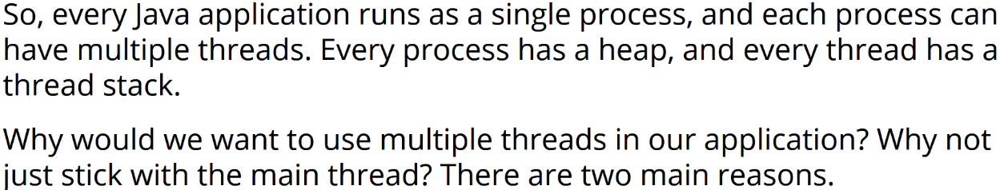 So, every Java application runs as a single process, and each process can
have multiple threads. Every process has a heap, and every thread has a
thread stack.
Why would we want to use multiple threads in our application? Why not
just stick with the main thread? There are two main reasons.